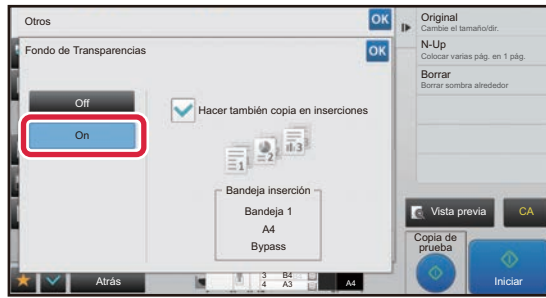 Otros
OK
Fondo de Transparencias
OK
Off
On
Hacer también copia en inserciones
1
2
3
Bandeja inserción
Bandeja 1
A4
Bypass
Atrás
3 B4
4 A3
A4
Original
Cambie el tamaño/dir.
N-Up
Colocar varias pág. en 1 pág.
Borrar
Borrar sombra alrededor
Vista previa
CA
Copia de
prueba
Iniciar